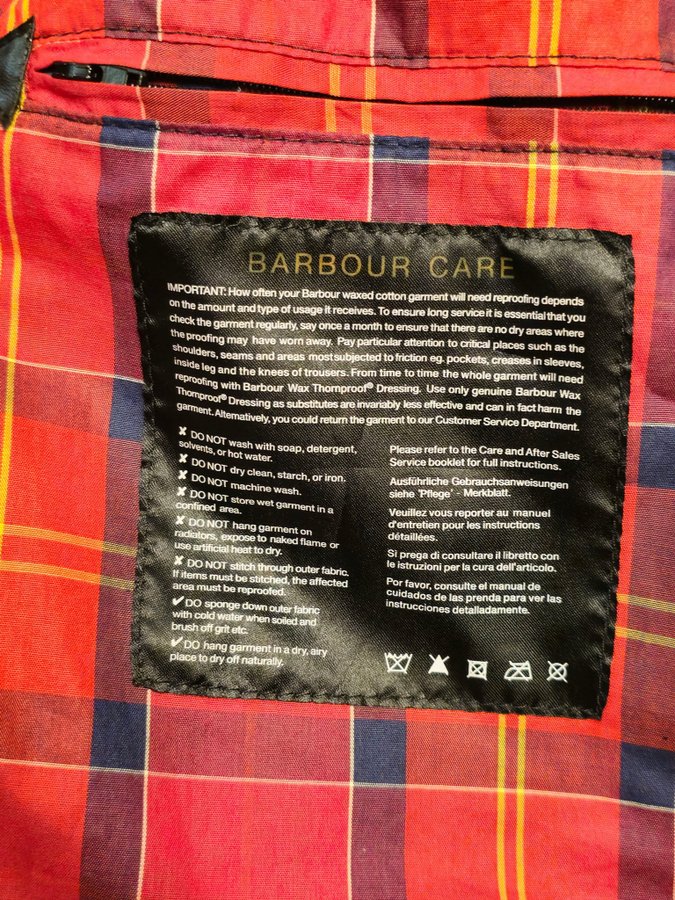 BARBOUR CARE
IMPORTANT: How often your Barbour waxed cotton garment will need reproofing depends
on the amount and type of usage it receives. To ensure long service it is essential that you
check the garment regularly, say once a month to ensure that there are no dry areas where
the proofing may have worn away. Pay particular attention to critical places such as the
shoulders, seams and areas most subjected to friction eg. pockets, creases in sleeves,
inside leg and the knees of trousers. From time to time the whole garment will need
reproofing with Barbour Wax Thornproof® Dressing. Use only genuine Barbour Wax
Thornproof® Dressing as substitutes are invariably less effective and can in fact harm the
garment. Alternatively, you could return the garment to our Customer Service Department.
✘ DO NOT wash with soap, detergent,
solvents, or hot water.
✘ DO NOT dry clean, starch, or iron.
✘ DO NOT machine wash.
✘ DO NOT store wet garment in a
confined area.
✘ DO NOT hang garment on
radiators, expose to naked flame or
use artificial heat to dry.
✘ DO NOT stitch through outer fabric.
If items must be stitched, the affected
area must be reproofed.
✔ DO sponge down outer fabric
with cold water when soiled and
brush off grit etc.
✔ DO hang garment in a dry, airy
place to dry off naturally.
Please refer to the Care and After Sales
Service booklet for full instructions.
Ausführliche Gebrauchsanweisungen
siehe 'Pflege' - Merkblatt.
Veuillez vous reporter au manuel
d'entretien pour les instructions
détaillées.
Si prega di consultare il libretto con
le istruzioni per la cura dell'articolo.
Por favor, consulte el manual de
cuidados de las prenda para ver las
instrucciones detalladamente.